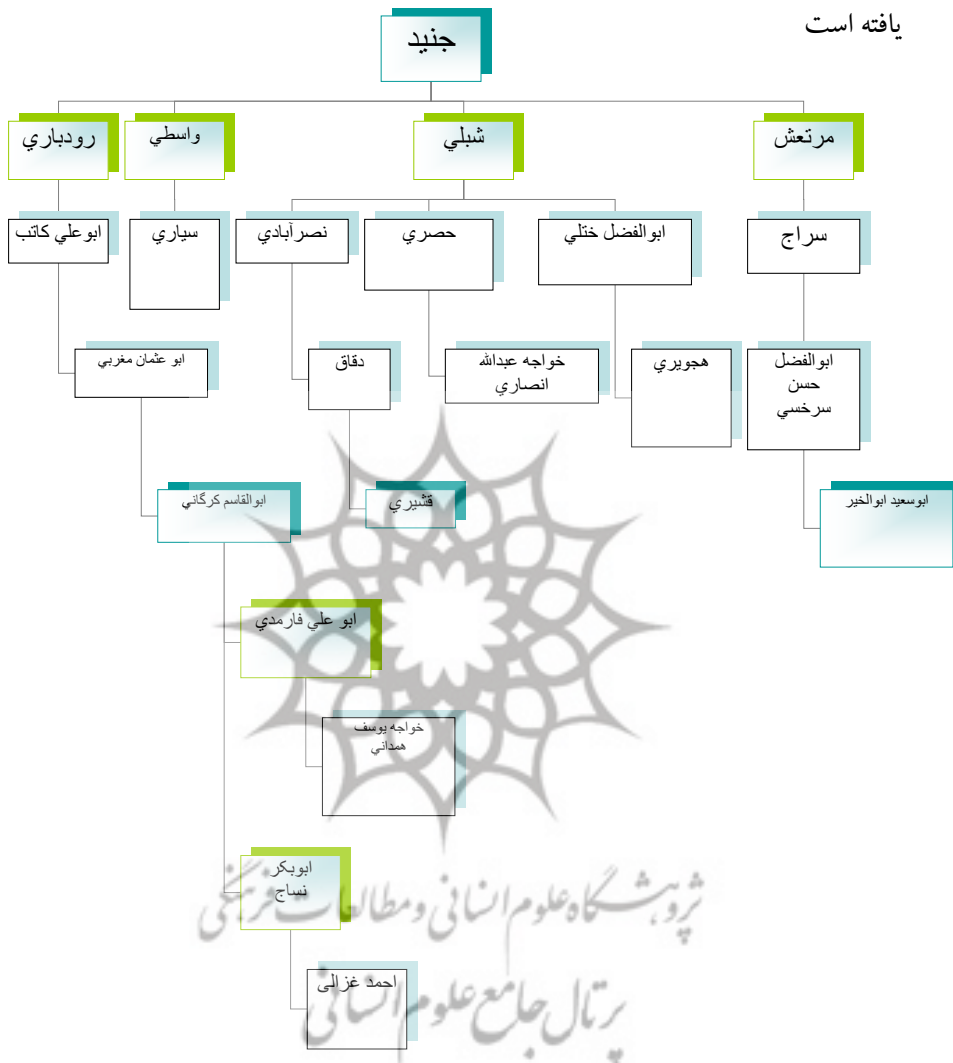 یافته است
جنيد
مرتعش
شبلي
واسطي
رودباري
سراج
ابوالفضل ختلي
حصري
نصرآبادي
سياري
ابوعلي كاتب
ابوالفضل
حسن
سرخسي
هجويري
خواجه عبدالله
انصاري
دقاق
ابو عثمان مغربي
ابوسعيد ابوالخير
قشيري
ابوالقاسم كرگاني
ابو علي فارمدي
خواجه يوسف
همداني
ابوبكر
نساج
احمد غزالی
پژوهشگاه علوم انسانی و مطالعات فرهنگی
پرتال جامع علوم انسانی